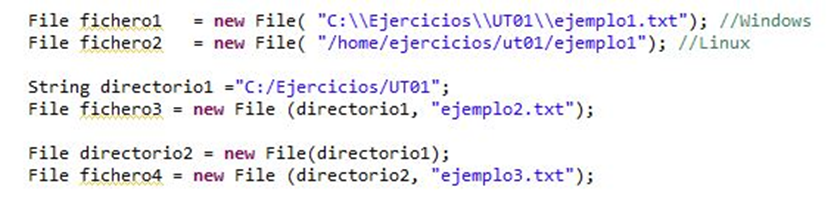 File fichero1   = new File( "C:\\Ejercicios\\UT01\\ejemplo1.txt"); //Windows
File fichero2   = new File( "/home/ejercicios/ut01/ejemplo1"); //Linux
String directorio1 ="C:/Ejercicios/UT01";
File fichero3 = new File (directorio1, "ejemplo2.txt");
File directorio2 = new File(directorio1);
File fichero4 = new File (directorio2, "ejemplo3.txt");